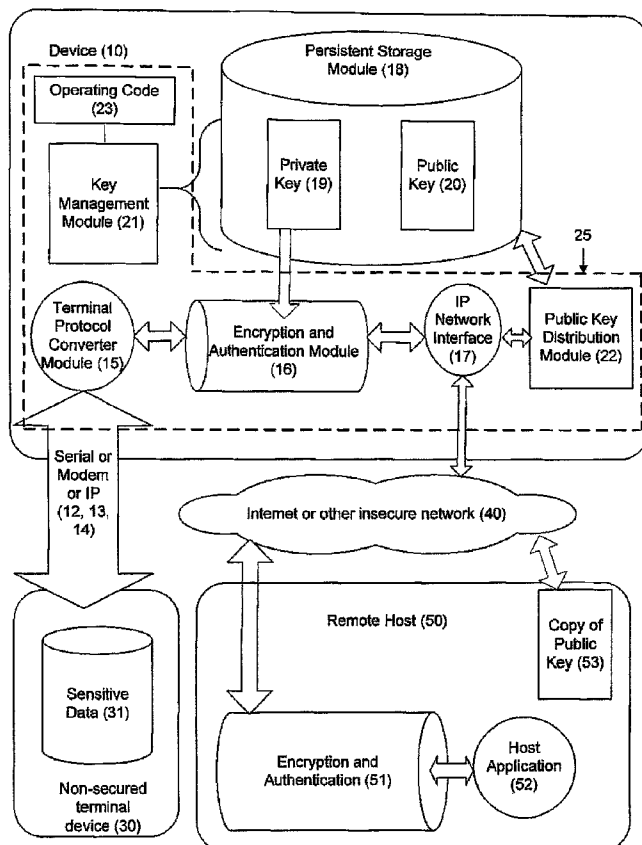 Device (10)
Persistent Storage
Module (18)
Operating Code
(23)
Key
Management
Module (21)
Private
Key (19)
Public
Key (20)
25
Terminal
Protocol
Converter
Module (15)
Encryption and
Authentication Module
(16)
IP
Network
Interface
(17)
Public Key
Distribution
Module (22)
Serial or
Modem
or IP
(12, 13,
14)
Internet or other insecure network (40)
Remote Host (50)
Copy of
Public
Key (53)
Sensitive
Data (31)
Non-secured
terminal
device (30)
Encryption and
Authentication (51)
Host
Application
(52)